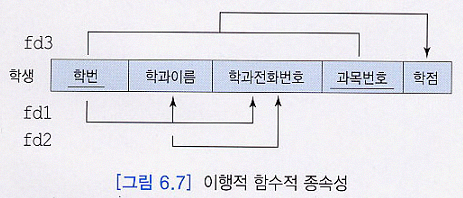 fd3
학생 학번 학과이름 학과전화번호 과목번호 학점
fd1
fd2
[그림 6.7] 이행적 함수적 종속성